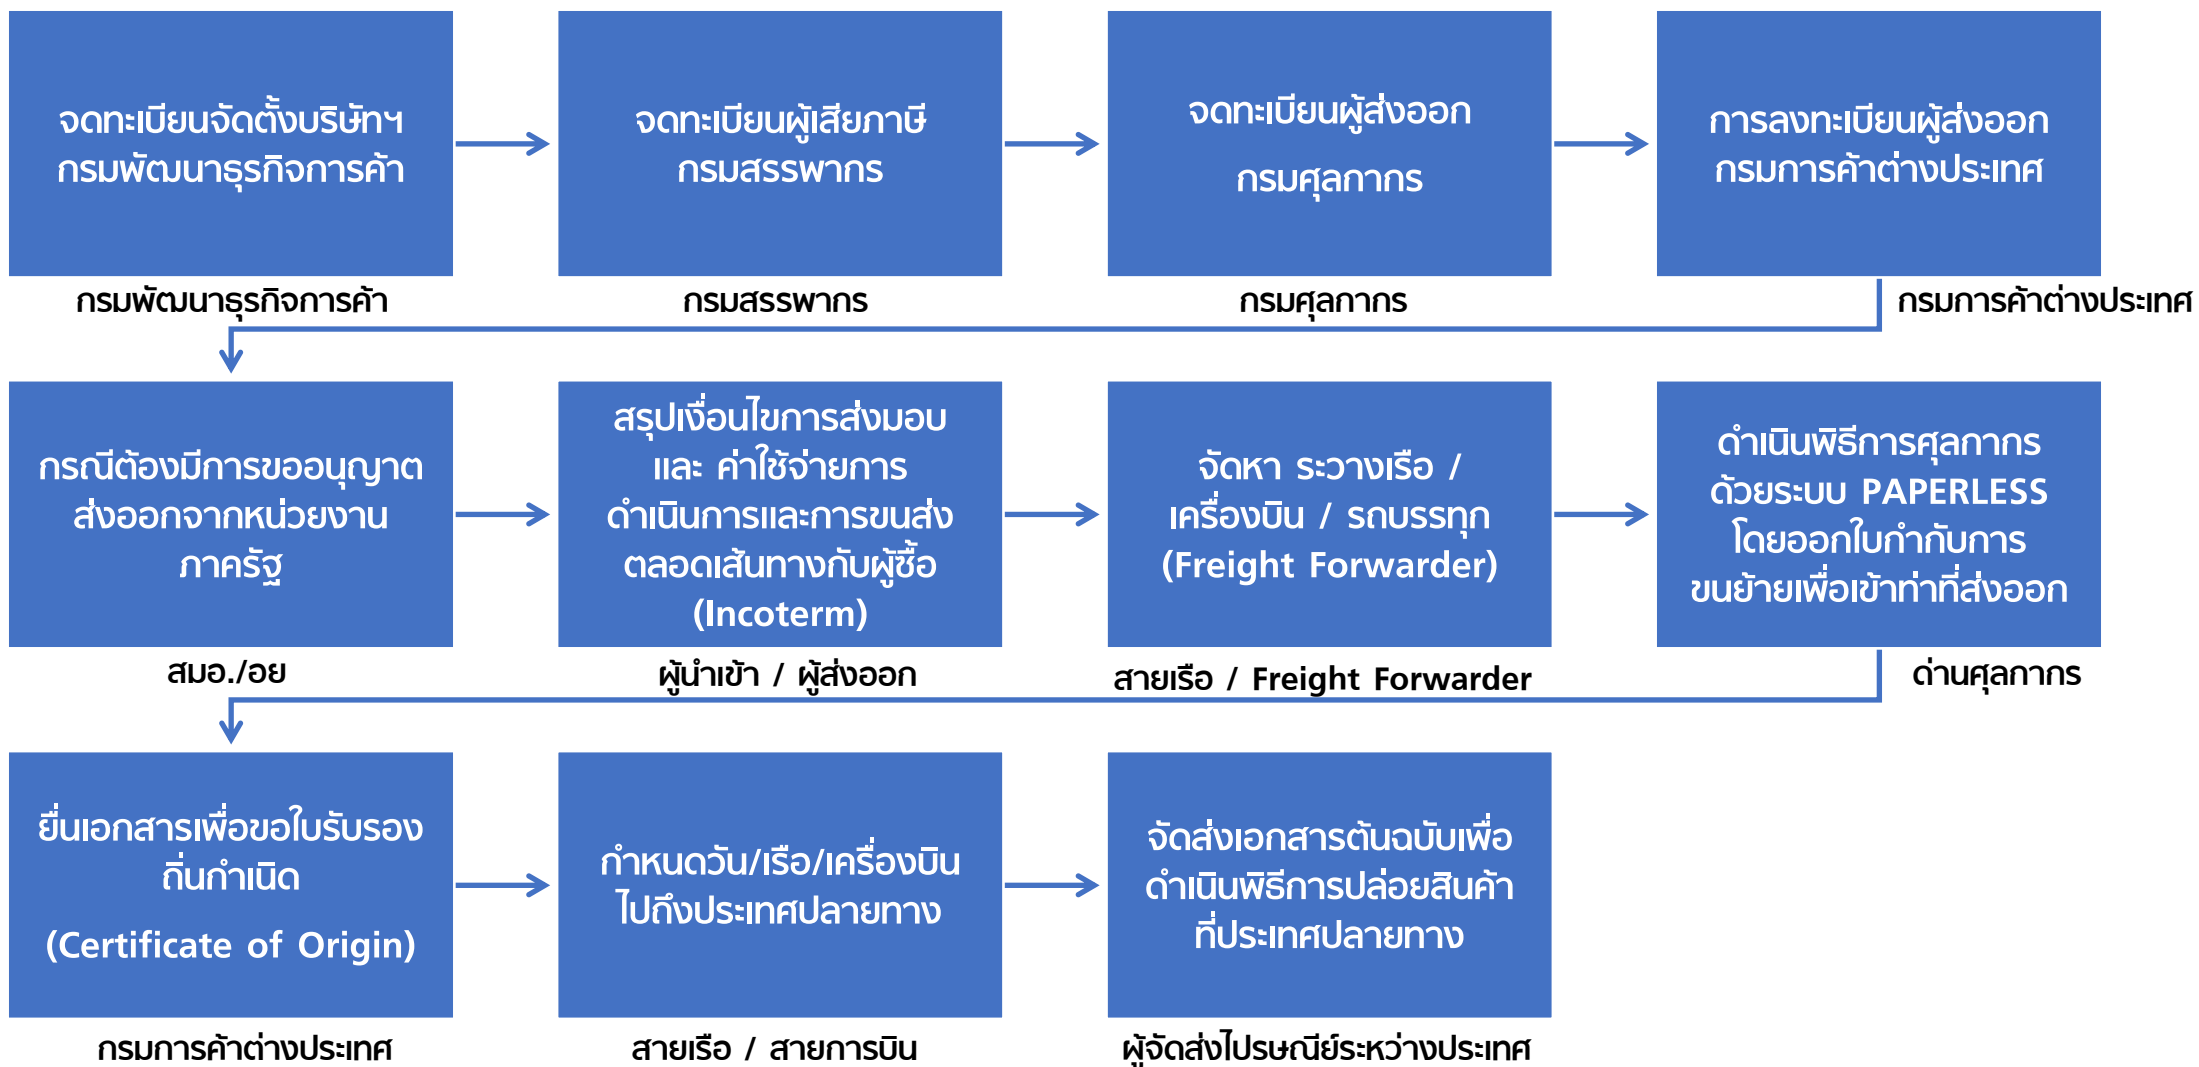 จดทะเบียนจัดตั้งบริษัทฯ
กรมพัฒนาธุรกิจการค้า
กรมพัฒนาธุรกิจการค้า
จดทะเบียนผู้เสียภาษี
กรมสรรพากร
กรมสรรพากร
จดทะเบียนผู้ส่งออก
กรมศุลกากร
กรมศุลกากร
การลงทะเบียนผู้ส่งออก
กรมการค้าต่างประเทศ
กรมการค้าต่างประเทศ
กรณีต้องมีการขออนุญาต
ส่งออกจากหน่วยงาน
ภาครัฐ
สมอ./อย
สรุปเงื่อนไขการส่งมอบ
และ ค่าใช้จ่ายการ
ดำเนินการและการขนส่ง
ตลอดเส้นทางกับผู้ซื้อ
(Incoterm)
ผู้นำเข้า / ผู้ส่งออก
จัดหา ระวางเรือ /
เครื่องบิน / รถบรรทุก
(Freight Forwarder)
สายเรือ / Freight Forwarder
ดำเนินพิธีการศุลกากร
ด้วยระบบ PAPERLESS
โดยออกใบกำกับการ
ขนย้ายเพื่อเข้าท่าที่ส่งออก
ด่านศุลกากร
ยื่นเอกสารเพื่อขอใบรับรอง
ถิ่นกำเนิด
(Certificate of Origin)
กรมการค้าต่างประเทศ
กำหนดวัน/เรือ/เครื่องบิน
ไปถึงประเทศปลายทาง
สายเรือ / สายการบิน
จัดส่งเอกสารต้นฉบับเพื่อ
ดำเนินพิธีการปล่อยสินค้า
ที่ประเทศปลายทาง
ผู้จัดส่งไปรษณีย์ระหว่างประเทศ